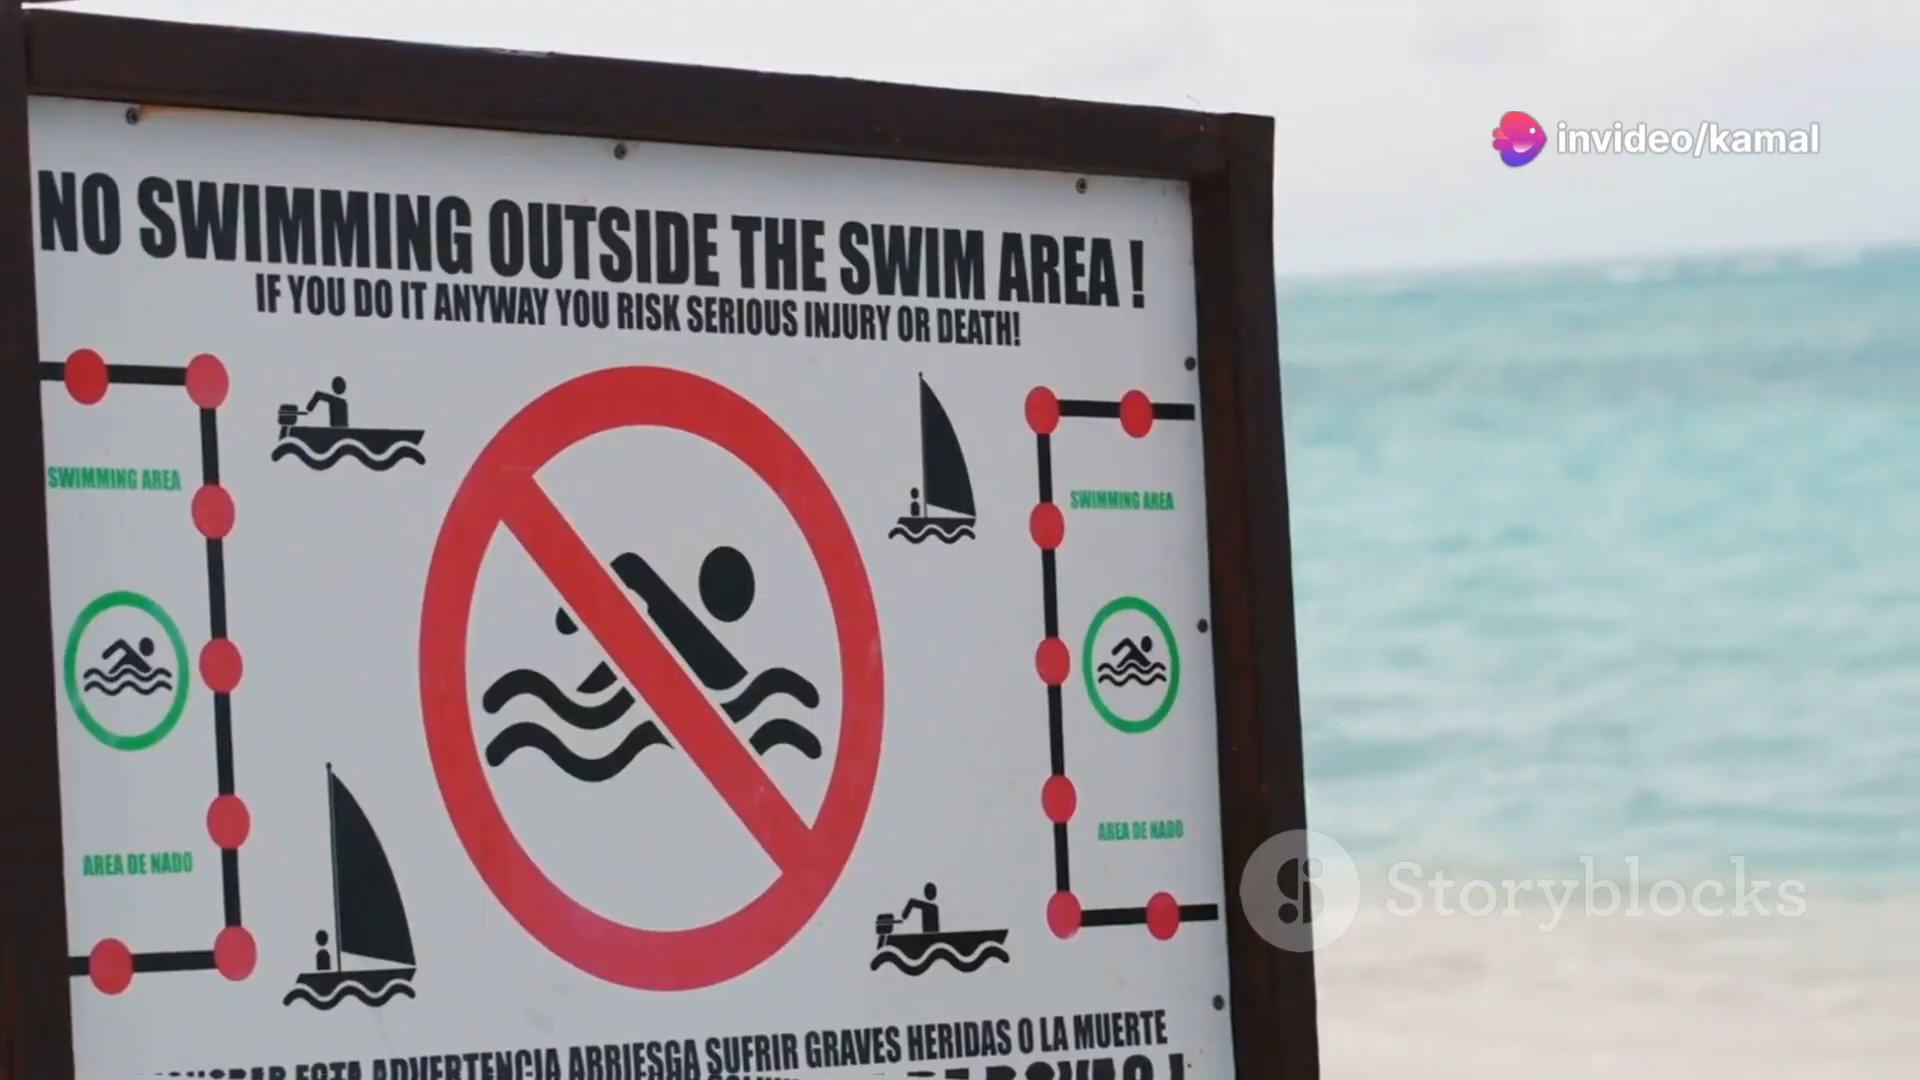 invideo/kamal
NO SWIMMING OUTSIDE THE SWIM AREA !
IF YOU DO IT ANYWAY YOU RISK SERIOUS INJURY OR DEATH!
SWIMMING AREA
SWIMMING AREA
AREA DE NADO
AREA DE NADO
Storyblocks
ESTA ADVERTENCIA ARRIESGA SUFRIR GRAVES HERIDAS O LA MUERTE